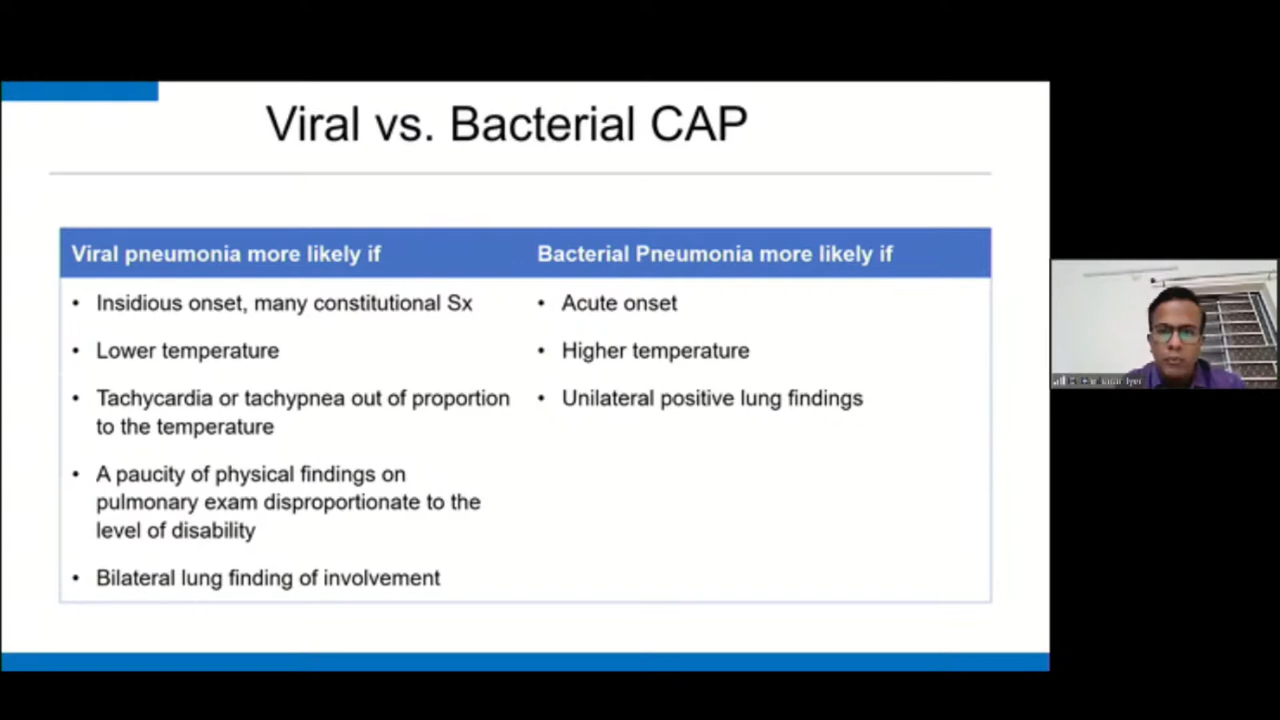 Viral vs. Bacterial CAP
Viral pneumonia more likely if
• Insidious onset, many constitutional Sx
• Lower temperature
• Tachycardia or tachypnea out of proportion
to the temperature
• A paucity of physical findings on
pulmonary exam disproportionate to the
level of disability
• Bilateral lung finding of involvement
Bacterial Pneumonia more likely if
• Acute onset
• Higher temperature
• Unilateral positive lung findings
Iyer